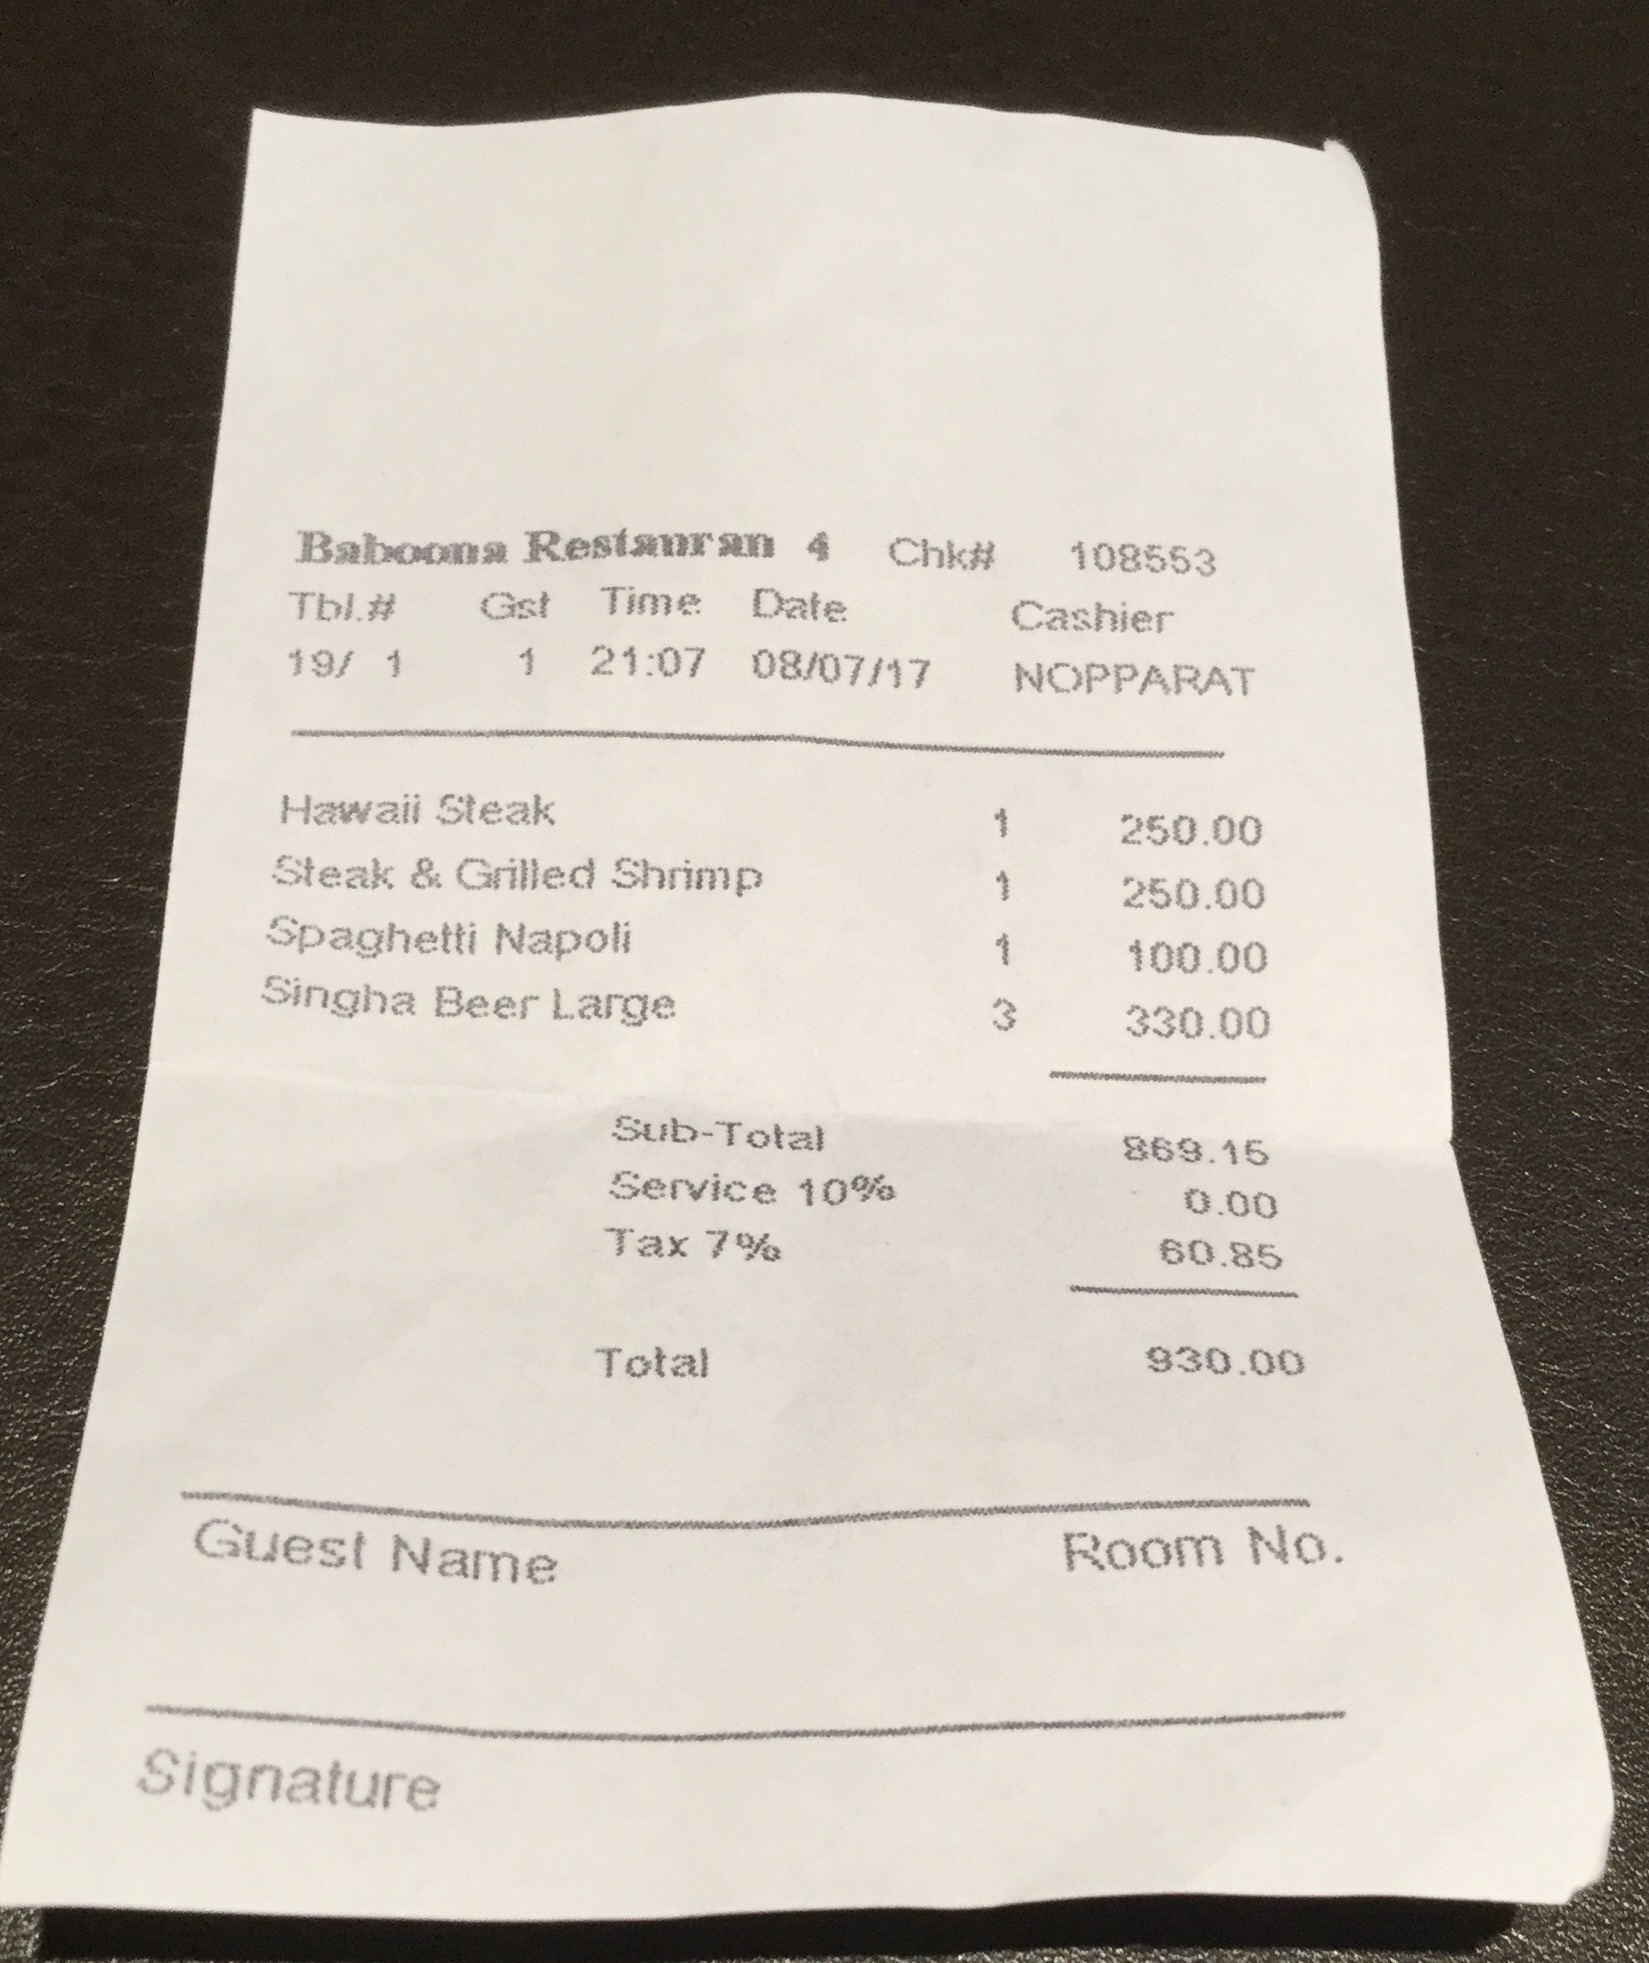 Baboona Restauran 4 Chk# 108553
Tbl.# Gst Time Date Cashier
19/ 1 1 21:07 08/07/17 NOPPARAT
Hawaii Steak 1 250.00
Steak & Grilled Shrimp 1 250.00
Spaghetti Napoli 1 100.00
Singha Beer Large 3 330.00
Sub-Total 869.15
Service 10% 0.00
Tax 7% 60.85
Total 930.00
Guest Name Room No.
Signature